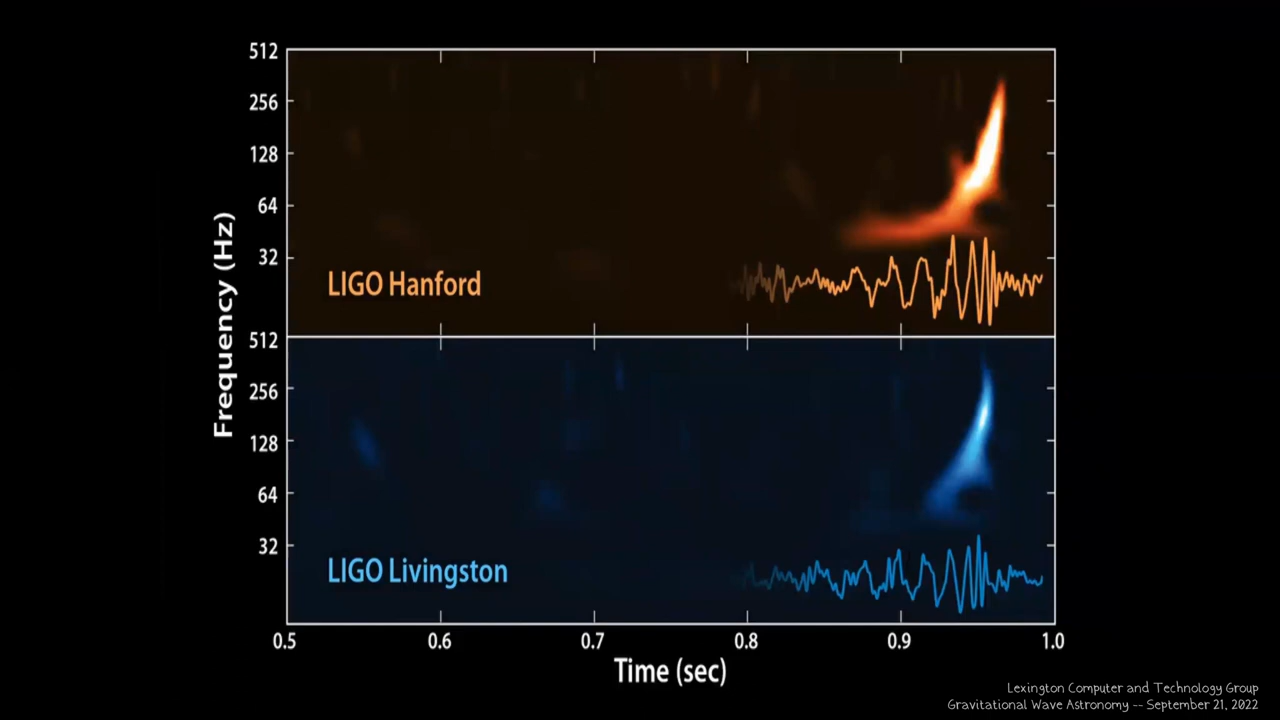 512
256
128
64
32
LIGO Hanford
Frequency (Hz)
512
256
128
64
32
LIGO Livingston
0.5 0.6 0.7 0.8 0.9 1.0
Time (sec)
Lexington Computer and Technology Group
Gravitational Wave Astronomy -- September 21, 2022